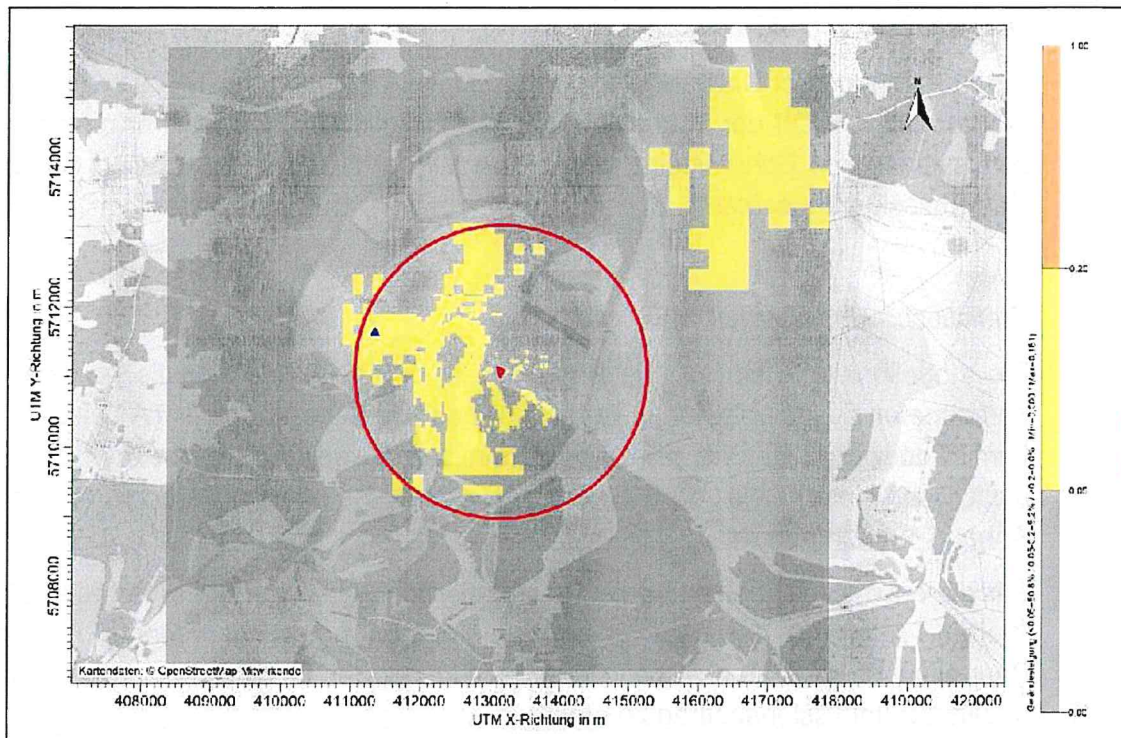 N
1.00
0.20
0.05
0.00
5714000
5712000
5710000
5708000
UTM Y-Richtung in m
Kartendaten: © OpenStreetMap-Mitwirkende
408000 409000 410000 411000 412000 413000 414000 415000 416000 417000 418000 419000 420000
UTM X-Richtung in m
Geländesteigung